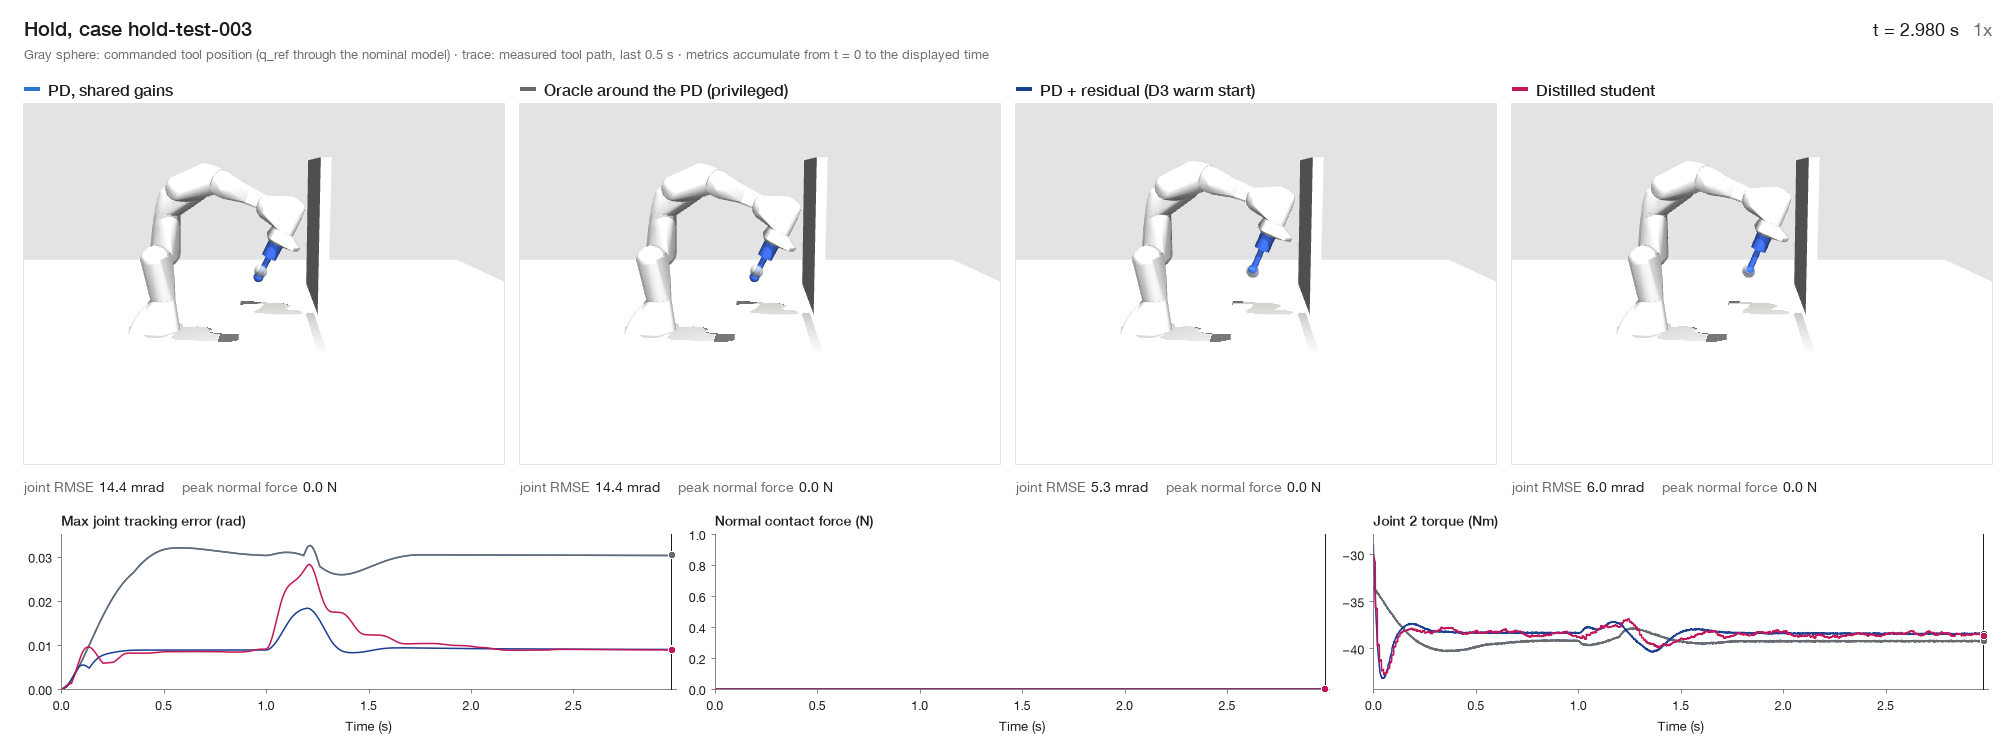 Hold, case hold-test-003
t = 2.980 s 1x
Gray sphere: commanded tool position (q_ref through the nominal model) · trace: measured tool path, last 0.5 s · metrics accumulate from t = 0 to the displayed time
PD, shared gains
Oracle around the PD (privileged)
PD + residual (D3 warm start)
Distilled student
joint RMSE 14.4 mrad peak normal force 0.0 N
joint RMSE 14.4 mrad peak normal force 0.0 N
joint RMSE 5.3 mrad peak normal force 0.0 N
joint RMSE 6.0 mrad peak normal force 0.0 N
Max joint tracking error (rad)
0.03
0.02
0.01
0.00
0.0 0.5 1.0 1.5 2.0 2.5
Time (s)
Normal contact force (N)
1.0
0.8
0.6
0.4
0.2
0.0
0.0 0.5 1.0 1.5 2.0 2.5
Time (s)
Joint 2 torque (Nm)
−30
−35
−40
0.0 0.5 1.0 1.5 2.0 2.5
Time (s)